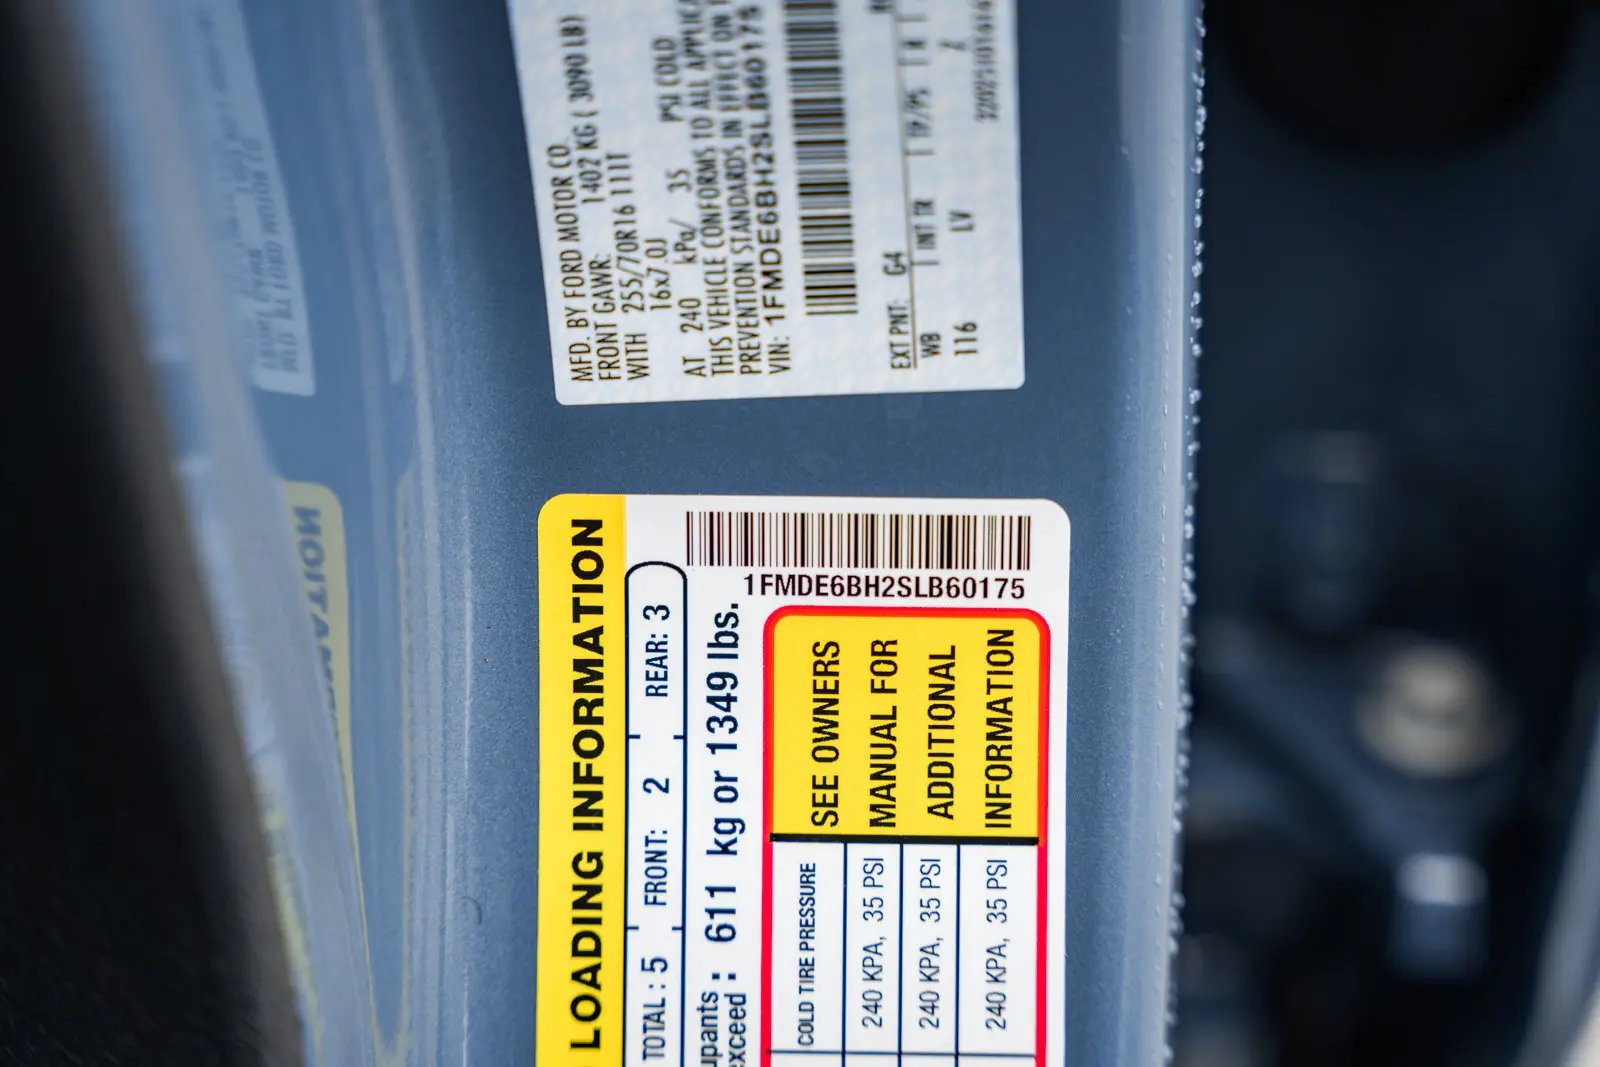 MFD. BY FORD MOTOR CO.
FRONT GAWR: 1402 KG ( 3090 LB)
WITH 255/70R16 111T
16x7.0J
AT 240 kPa/ 35 PSI COLD
THIS VEHICLE CONFORMS TO ALL
PREVENTION STANDARDS IN EFFECT ON
VIN: 1FMDE6BH2SLB60175
EXT PNT: G4
WB INT TR TP/PS
116 LV Z
LOADING INFORMATION
TOTAL : 5 FRONT: 2 REAR: 3
: 611 kg or 1349 lbs.
1FMDE6BH2SLB60175
COLD TIRE PRESSURE
240 KPA, 35 PSI
240 KPA, 35 PSI
240 KPA, 35 PSI
SEE OWNERS
MANUAL FOR
ADDITIONAL
INFORMATION